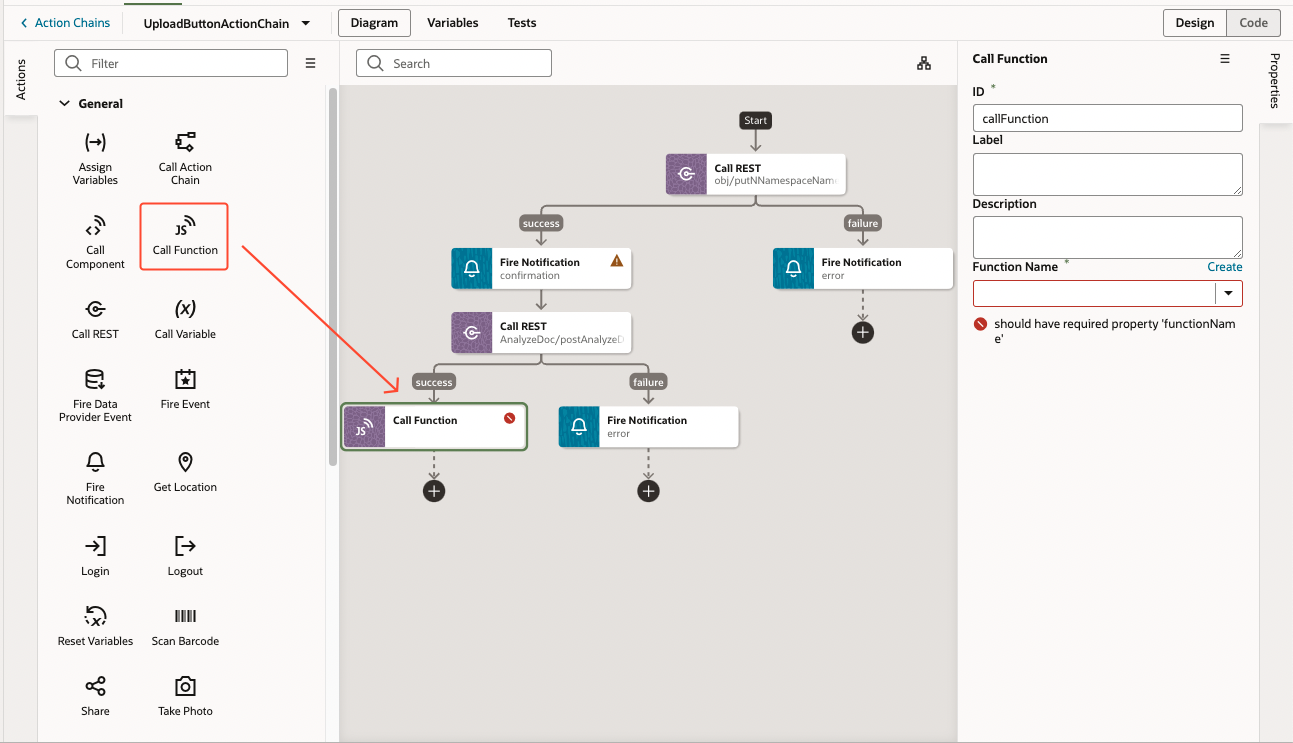 Action Chains
UploadButtonActionChain
Diagram
Variables
Tests
Design
Code
Actions
Filter
General
Assign
Variables
Call Action
Chain
Call
Component
JS
Call Function
Call REST
(x)
Call Variable
Fire Data
Provider Event
Fire Event
Fire
Notification
Get Location
Login
Logout
Reset Variables
Scan Barcode
Share
Take Photo
Search
Start
Call REST
obj/putNNamespaceName
success
failure
Fire Notification
confirmation
Fire Notification
error
Call REST
AnalyzeDoc/postAnalyzeD
success
failure
JS
Call Function
Fire Notification
error
Call Function
Properties
ID *
callFunction
Label
Description
Function Name *
Create
should have required property 'functionNam
e'